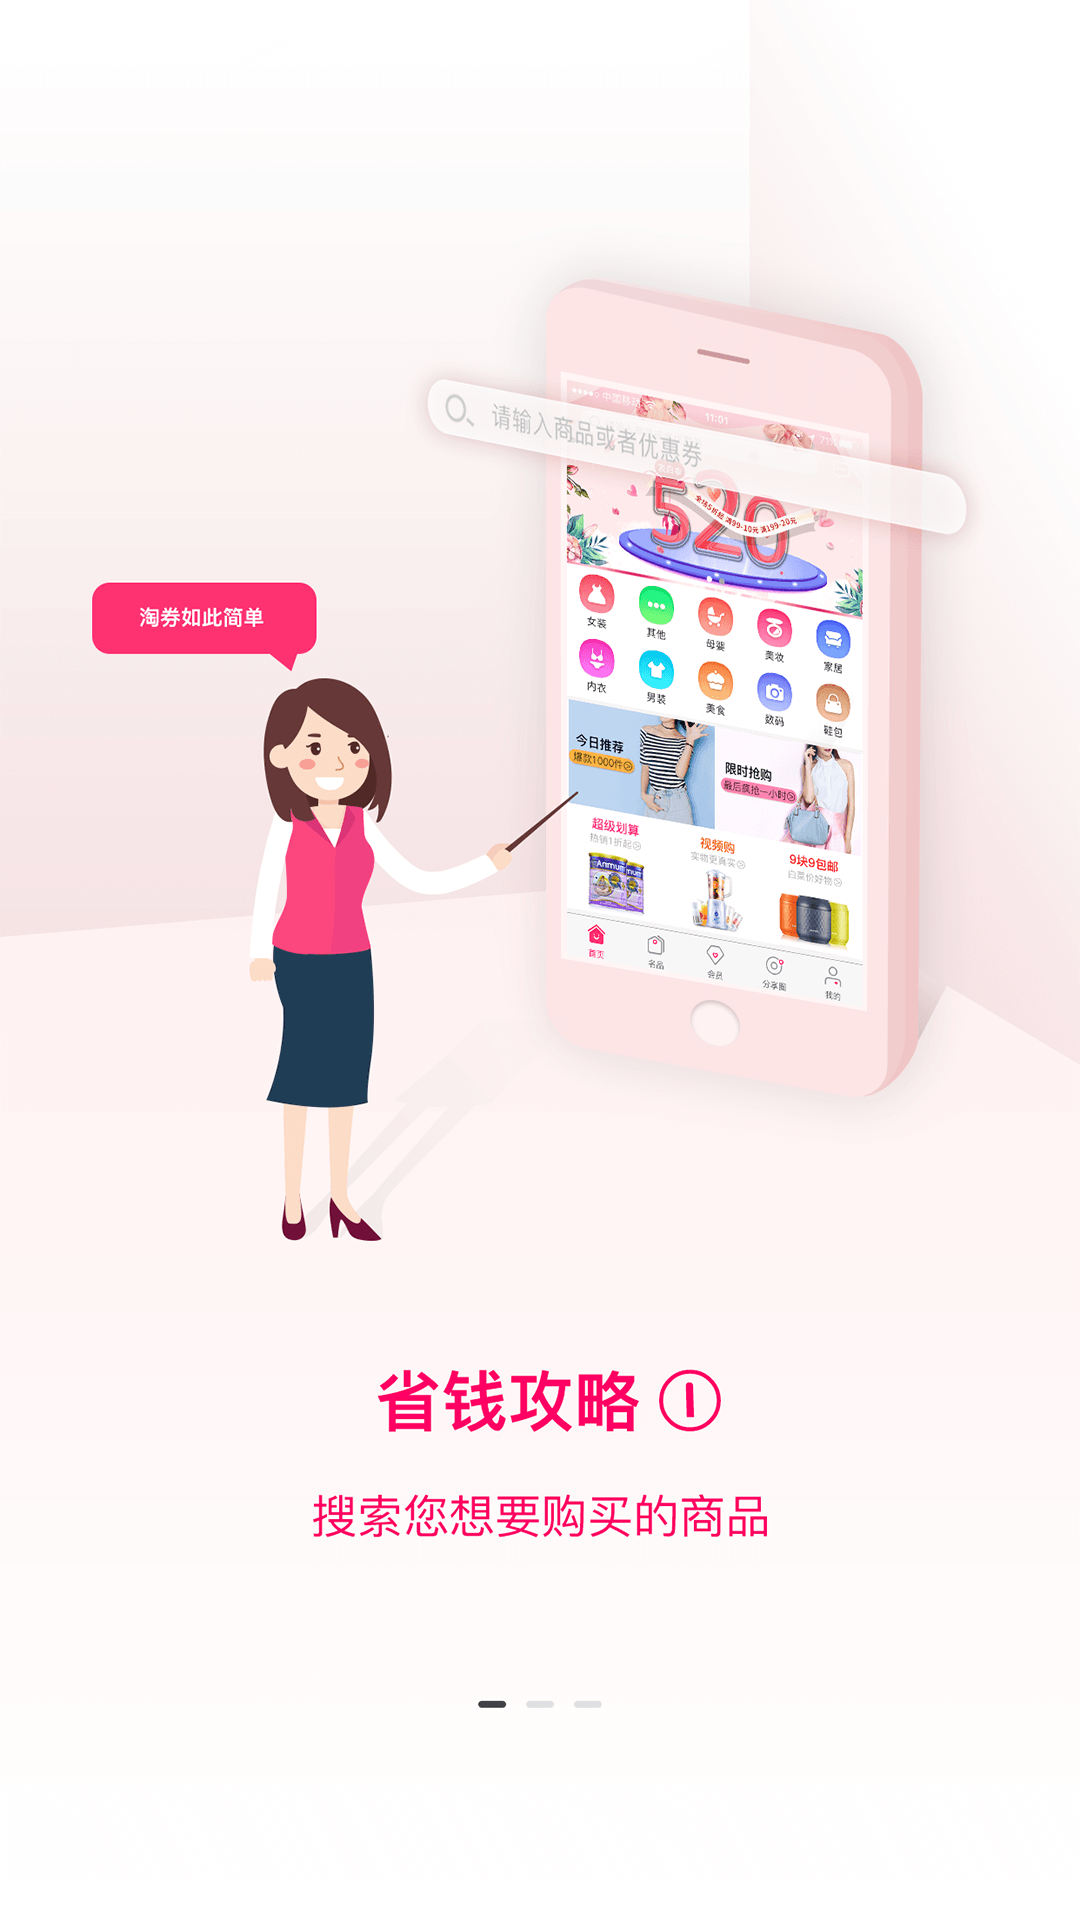 11:01
请输入商品或者优惠券
520
全场5折起 满99-10元 满199-20元
淘券如此简单
女装
其他
母婴
美妆
家居
内衣
男装
美食
数码
鞋包
今日推荐
爆款1000件
限时抢购
最后疯抢一小时
超级划算
热销1折起
视频购
实物更真实
9块9包邮
白菜价好物
首页
名品
会员
分享圈
我的
省钱攻略 ①
搜索您想要购买的商品